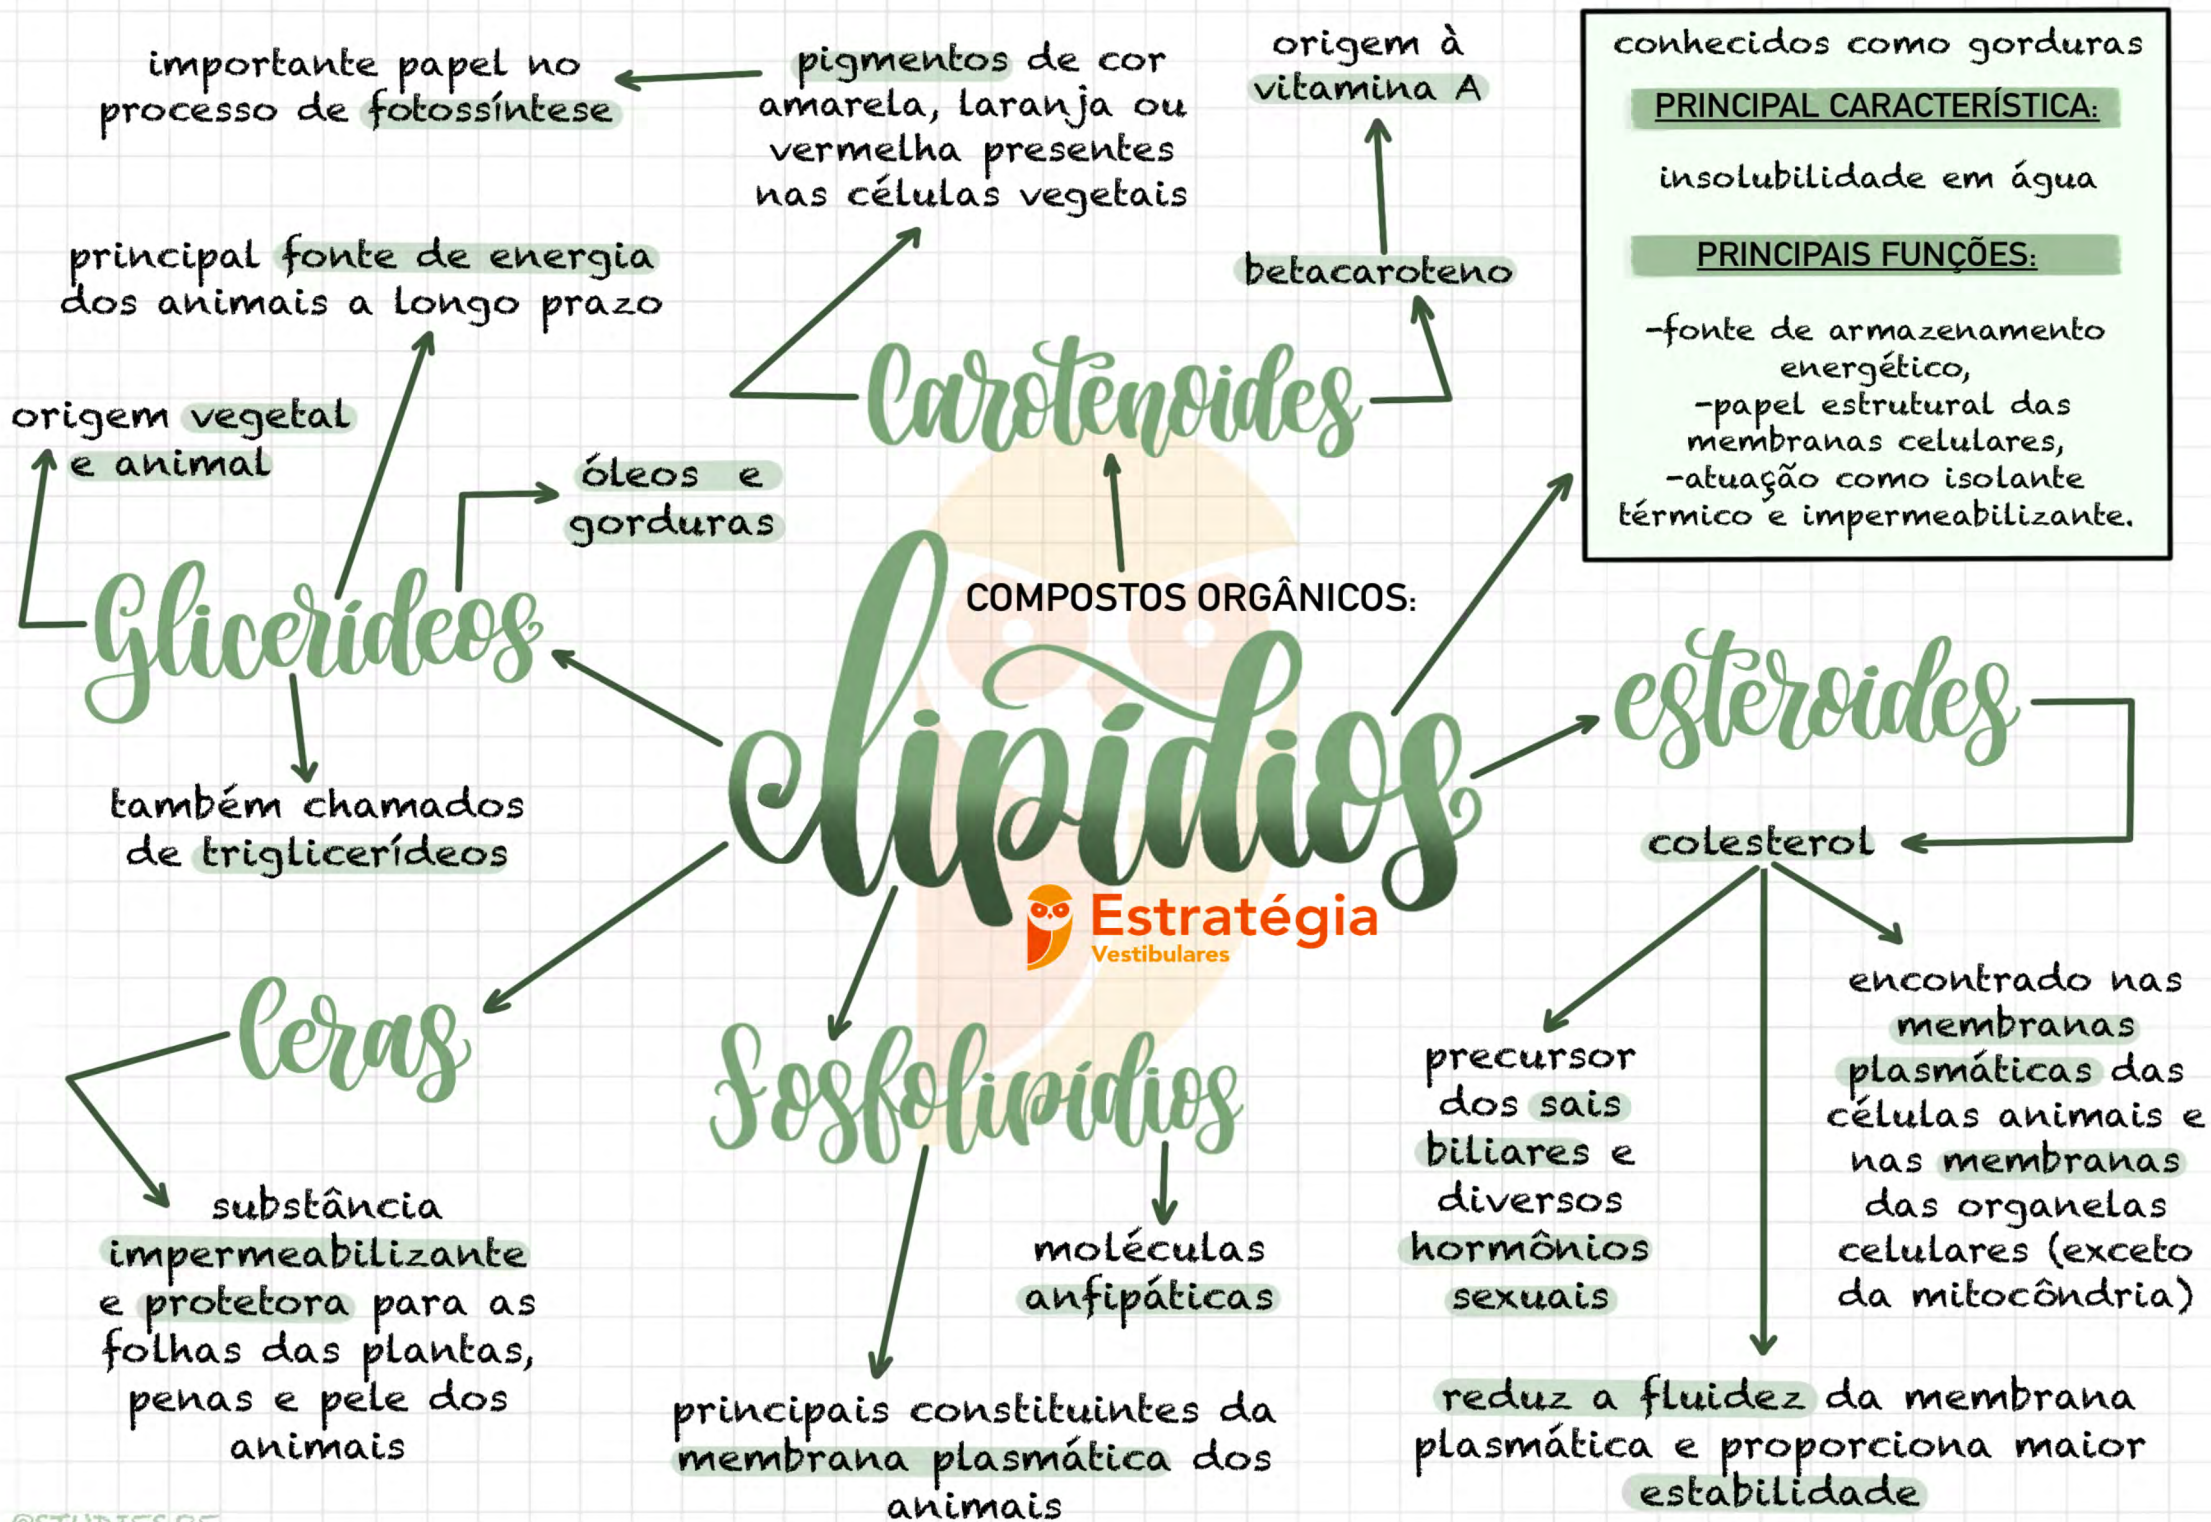 importante papel no
processo de fotossíntese
pigmentos de cor
amarela, laranja ou
vermelha presentes
nas células vegetais
origem à
vitamina A
betacaroteno
conhecidos como gorduras
PRINCIPAL CARACTERÍSTICA:
insolubilidade em água
PRINCIPAIS FUNÇÕES:
-fonte de armazenamento
energético,
-papel estrutural das
membranas celulares,
-atuação como isolante
térmico e impermeabilizante.
principal fonte de energia
dos animais a longo prazo
origem vegetal
e animal
óleos e
gorduras
Carotenoides
Glicerídeos
também chamados
de triglicerídeos
COMPOSTOS ORGÂNICOS:
lipídios
Estratégia
Vestibulares
esteroides
colesterol
precursor
dos sais
biliares e
diversos
hormônios
sexuais
encontrado nas
membranas
plasmáticas das
células animais e
nas membranas
das organelas
celulares (exceto
da mitocôndria)
reduz a fluidez da membrana
plasmática e proporciona maior
estabilidade
Ceras
substância
impermeabilizante
e protetora para as
folhas das plantas,
penas e pele dos
animais
Fosfolipídios
moléculas
anfipáticas
principais constituintes da
membrana plasmática dos
animais